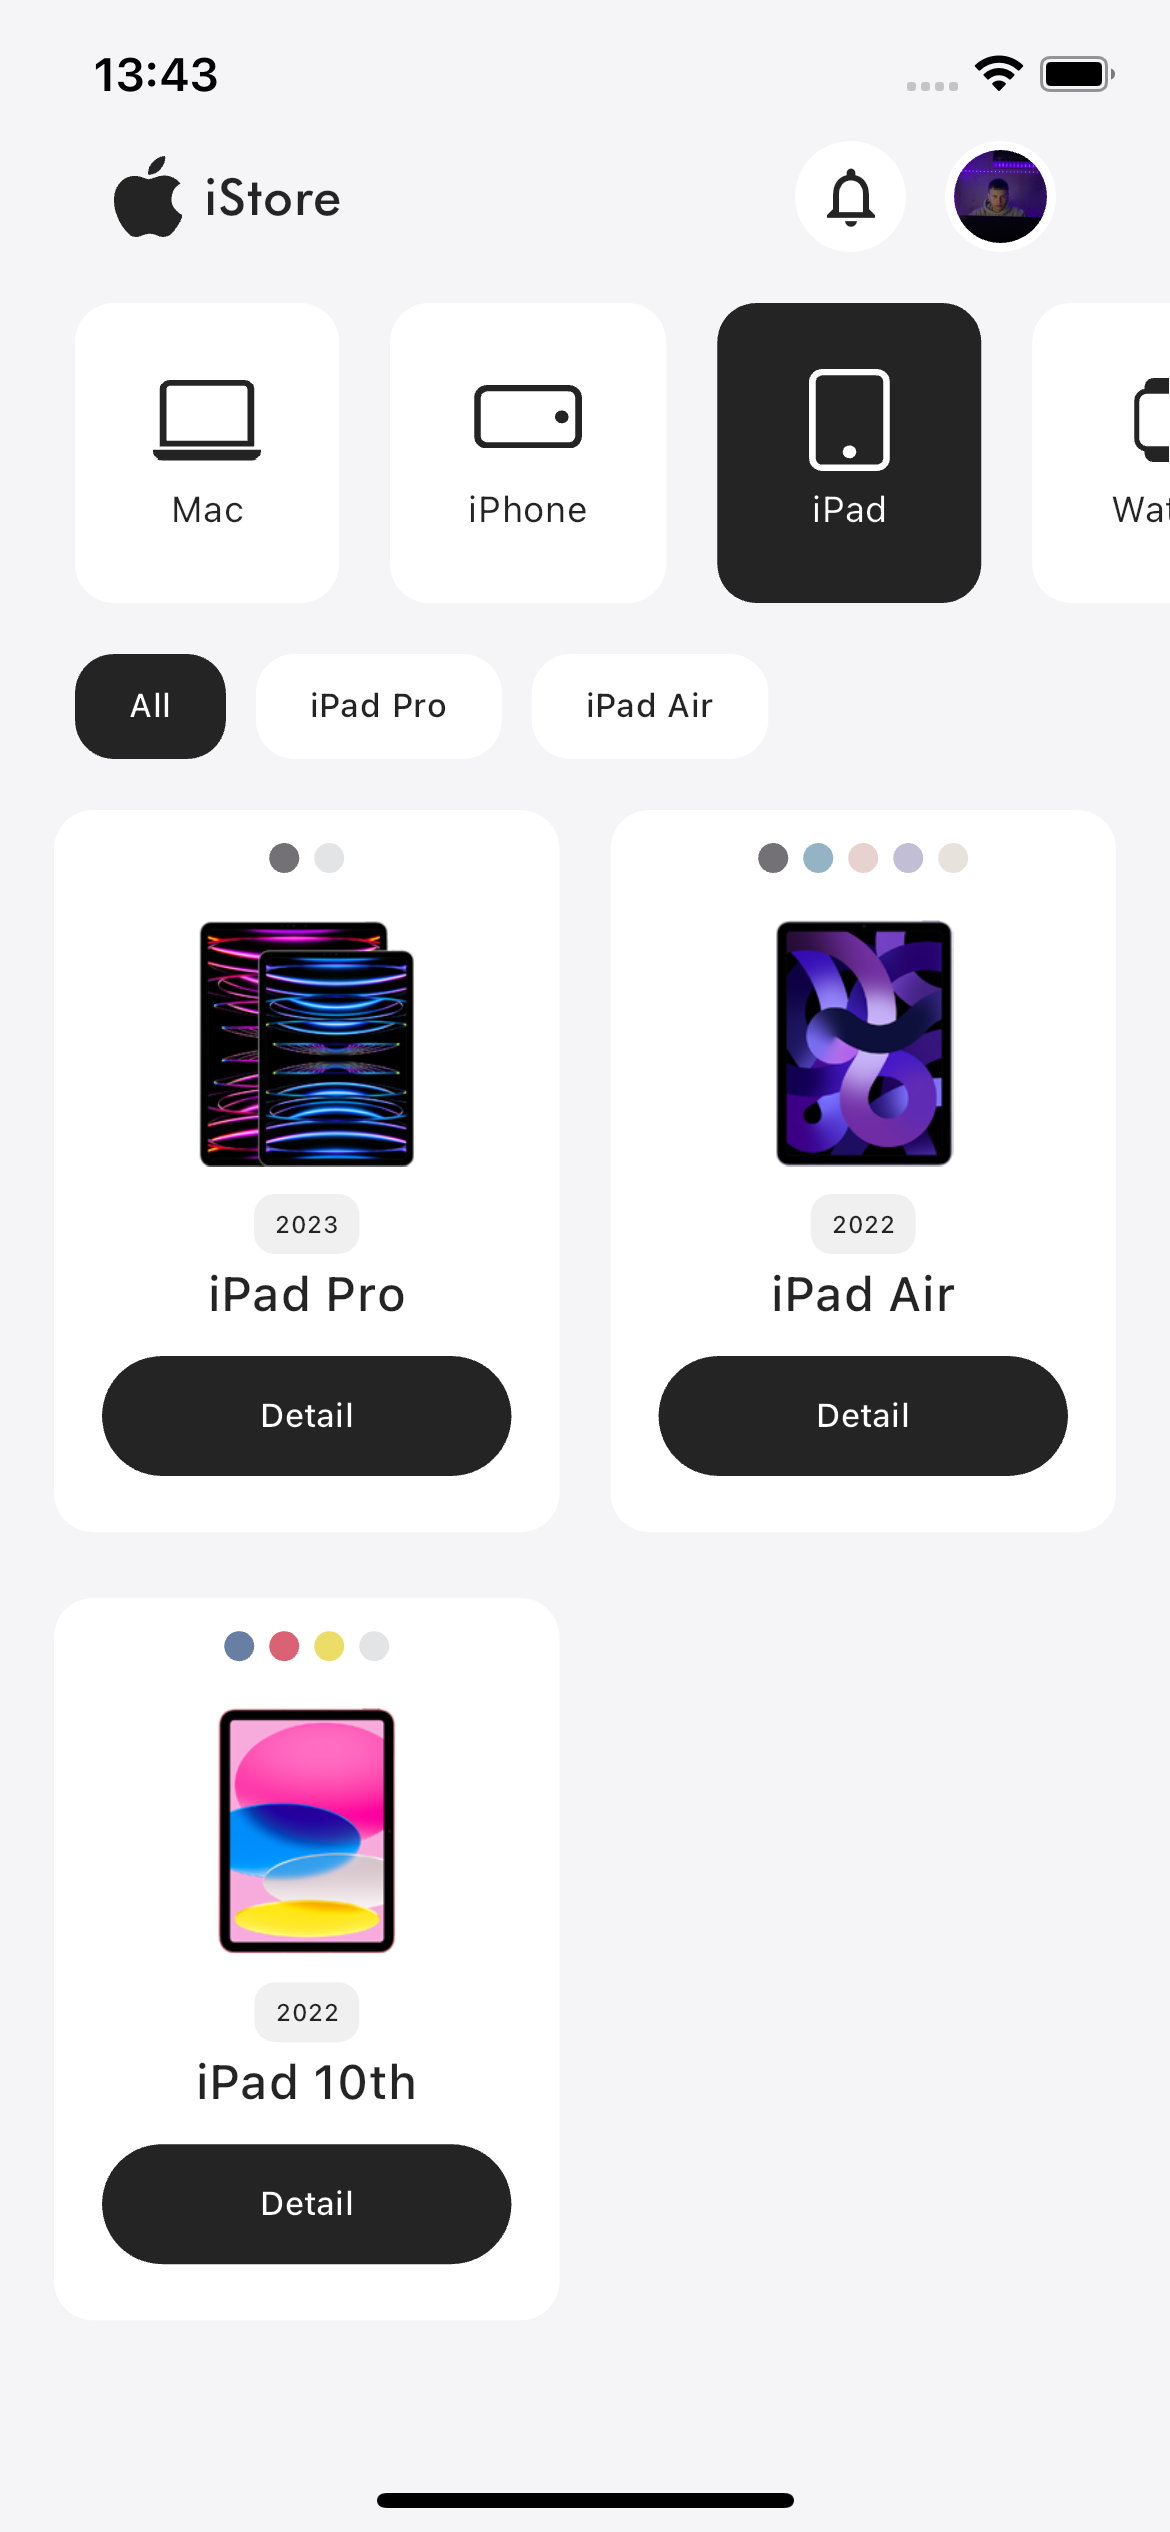 13:43
iStore
Mac
iPhone
iPad
Wat
All
iPad Pro
iPad Air
2023
iPad Pro
Detail
2022
iPad Air
Detail
2022
iPad 10th
Detail